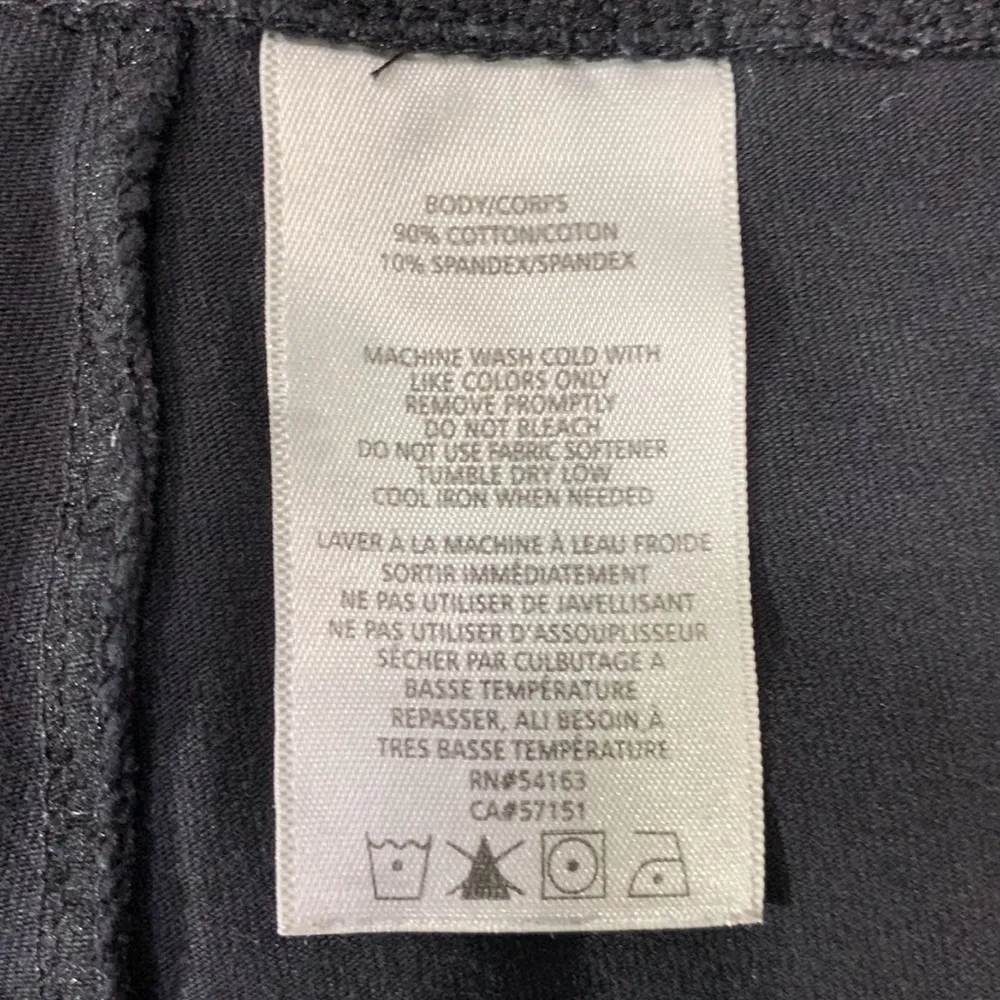 BODY/CORPS
90% COTTON/COTON
10% SPANDEX/SPANDEX
MACHINE WASH COLD WITH
LIKE COLORS ONLY
REMOVE PROMPTLY
DO NOT BLEACH
DO NOT USE FABRIC SOFTENER
TUMBLE DRY LOW
COOL IRON WHEN NEEDED
LAVER À LA MACHINE À LEAU FROIDE
SORTIR IMMÉDIATEMENT
NE PAS UTILISER DE JAVELLISANT
NE PAS UTILISER D'ASSOUPLISSEUR
SÉCHER PAR CULBUTAGE A
BASSE TEMPÉRATURE
REPASSER, ALI BESOIN, À
TRES BASSE TEMPÉRATURE
RN#54163
CA#57151